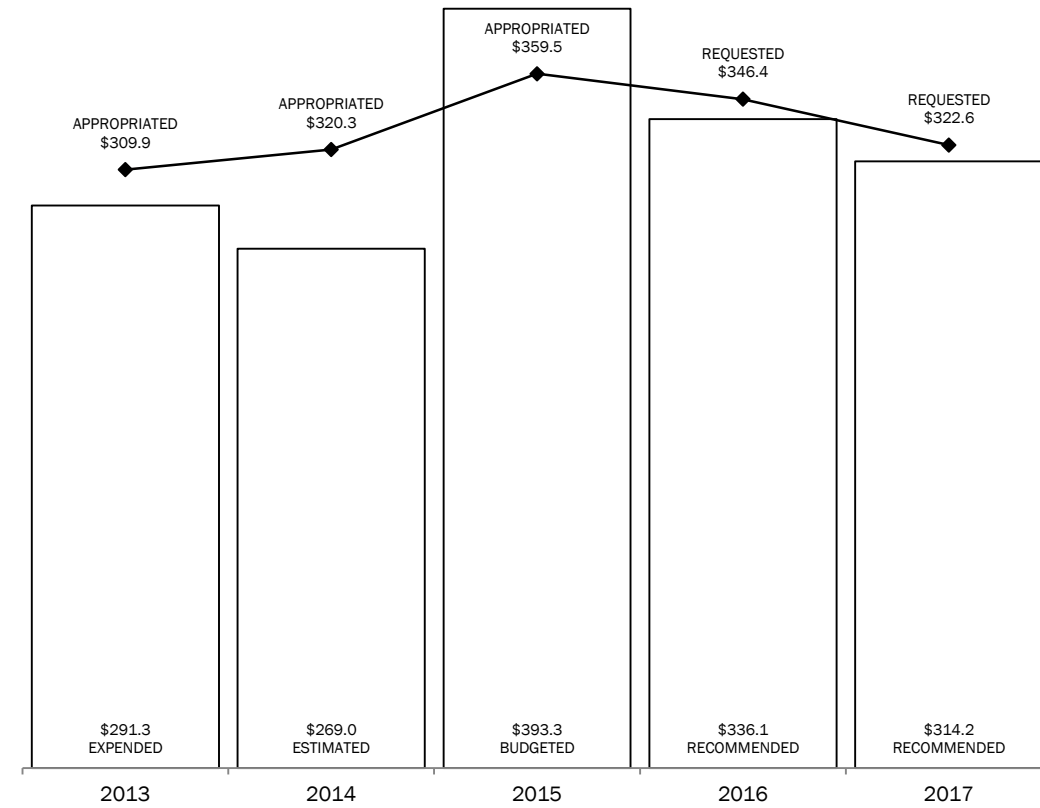 APPROPRIATED
$309.9
APPROPRIATED
$320.3
APPROPRIATED
$359.5
REQUESTED
$346.4
REQUESTED
$322.6
$291.3
EXPENDED
$269.0
ESTIMATED
$393.3
BUDGETED
$336.1
RECOMMENDED
$314.2
RECOMMENDED
2013
2014
2015
2016
2017